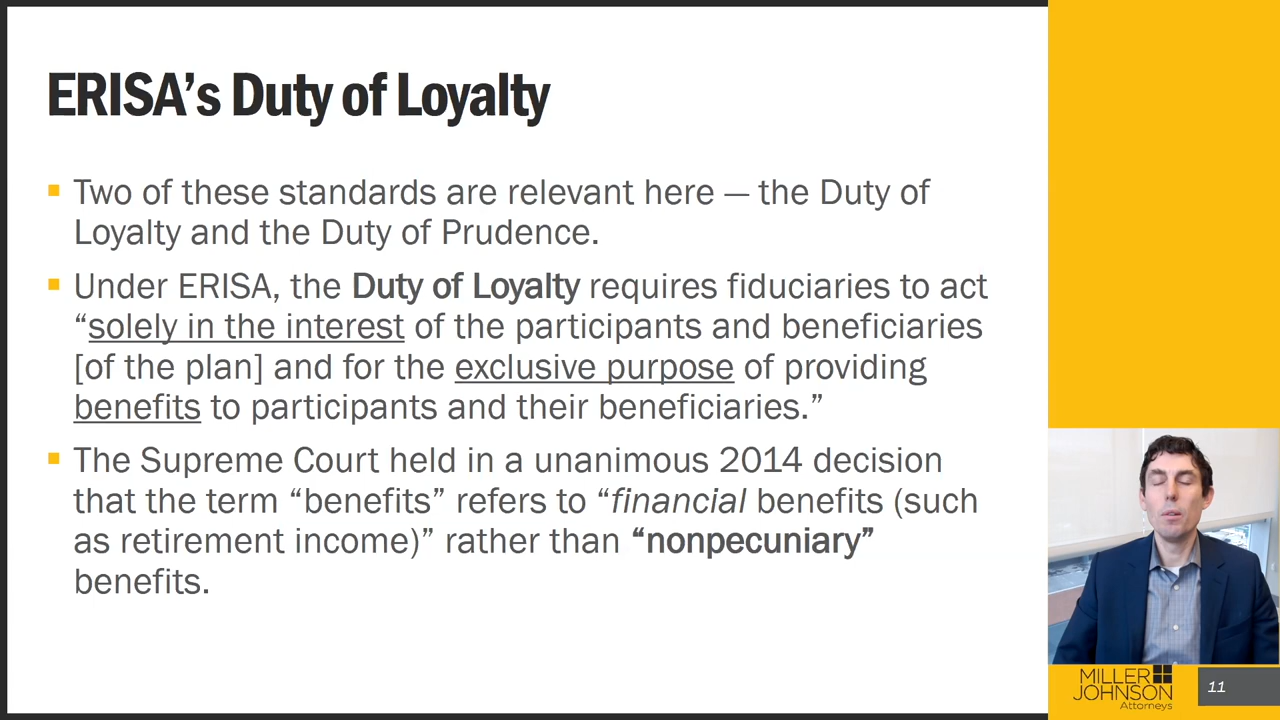 ERISA’s Duty of Loyalty
Two of these standards are relevant here — the Duty of
Loyalty and the Duty of Prudence.
Under ERISA, the Duty of Loyalty requires fiduciaries to act
“solely in the interest of the participants and beneficiaries
[of the plan] and for the exclusive purpose of providing
benefits to participants and their beneficiaries.”
The Supreme Court held in a unanimous 2014 decision
that the term “benefits” refers to “financial benefits (such
as retirement income)” rather than “nonpecuniary”
benefits.
MILLER
JOHNSON
Attorneys
11